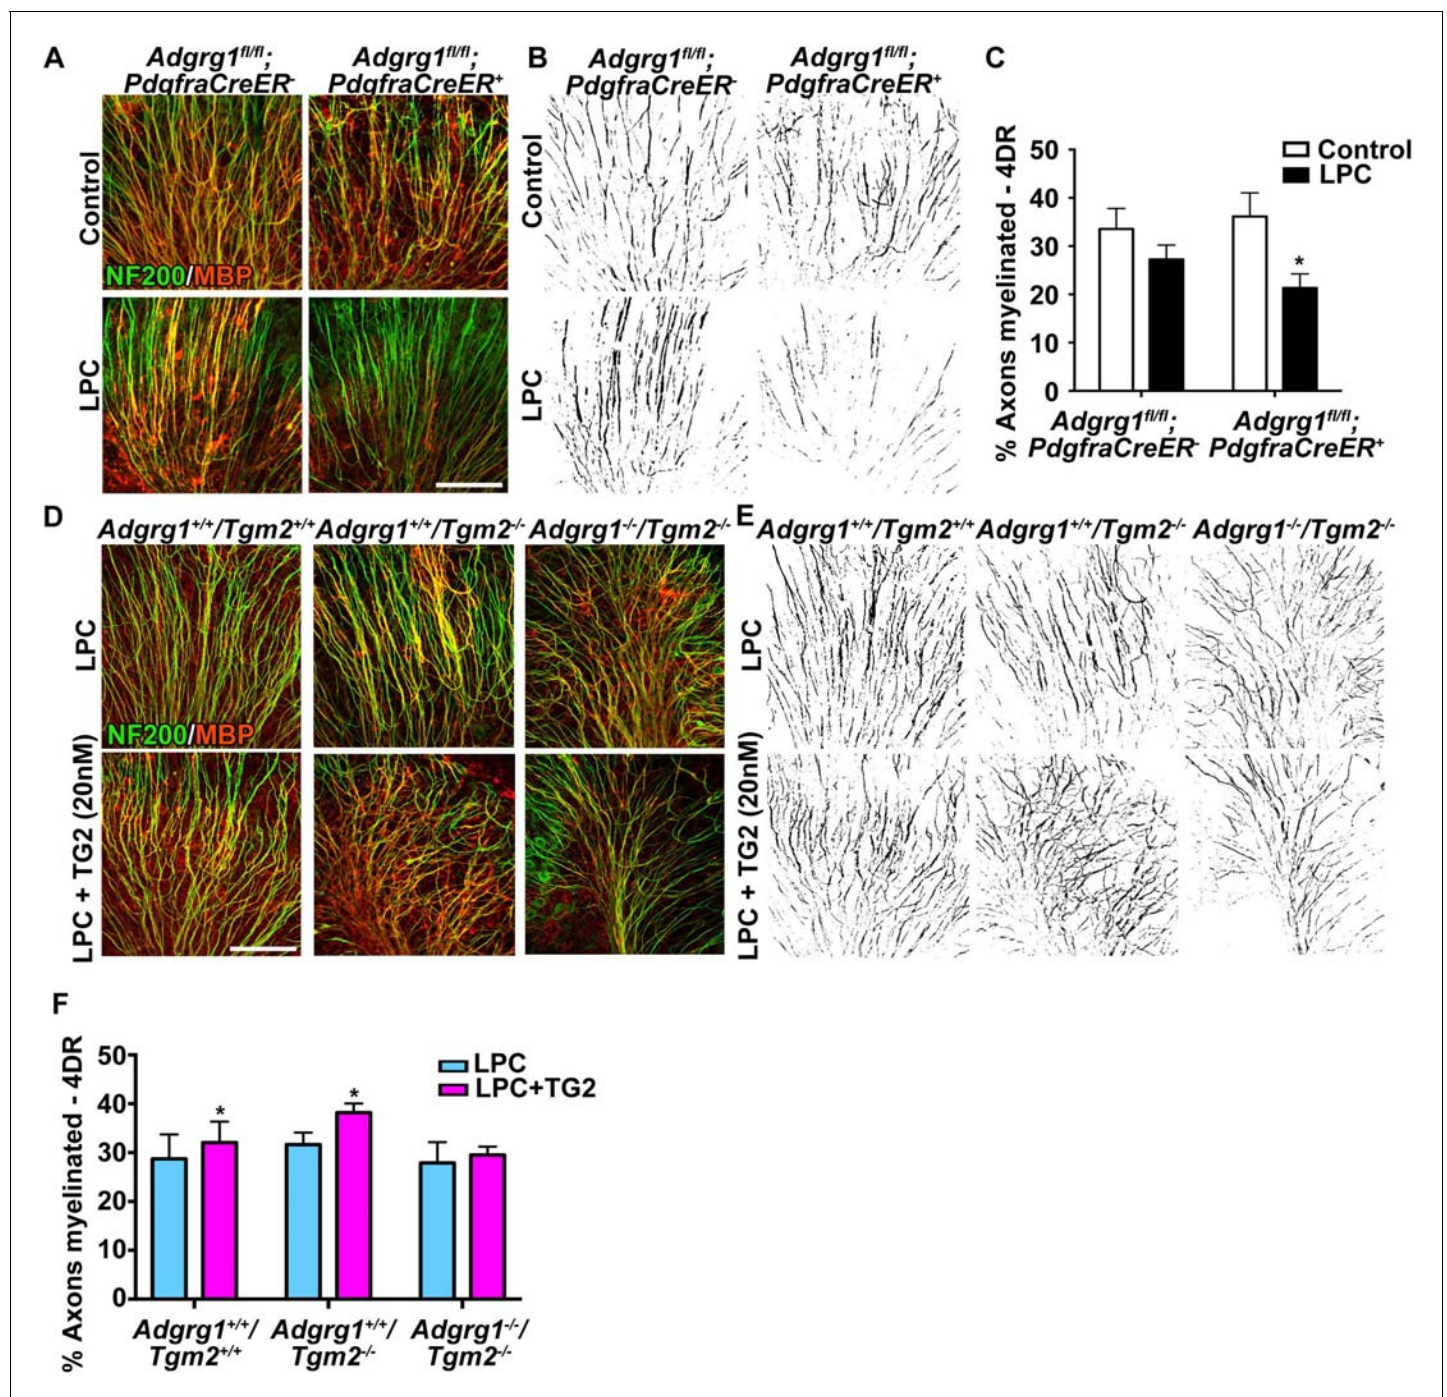 A
Adgrg1fl/fl;
PdgfraCreER-
Adgrg1fl/fl;
PdgfraCreER+
Control
NF200/MBP
LPC
B
Adgrg1fl/fl;
PdgfraCreER-
Adgrg1fl/fl;
PdgfraCreER+
Control
LPC
C
% Axons myelinated - 4DR
50
40
30
20
10
0
Control
LPC
*
Adgrg1fl/fl;
PdgfraCreER-
Adgrg1fl/fl;
PdgfraCreER+
D
Adgrg1+/+/Tgm2+/+
Adgrg1+/+/Tgm2-/-
Adgrg1-/-/Tgm2-/-
LPC
NF200/MBP
LPC + TG2 (20nM)
E
Adgrg1+/+/Tgm2+/+
Adgrg1+/+/Tgm2-/-
Adgrg1-/-/Tgm2-/-
LPC
LPC + TG2 (20nM)
F
% Axons myelinated - 4DR
50
40
30
20
10
0
LPC
LPC+TG2
*
*
Adgrg1+/+/
Tgm2+/+
Adgrg1+/+/
Tgm2-/-
Adgrg1-/-/
Tgm2-/-